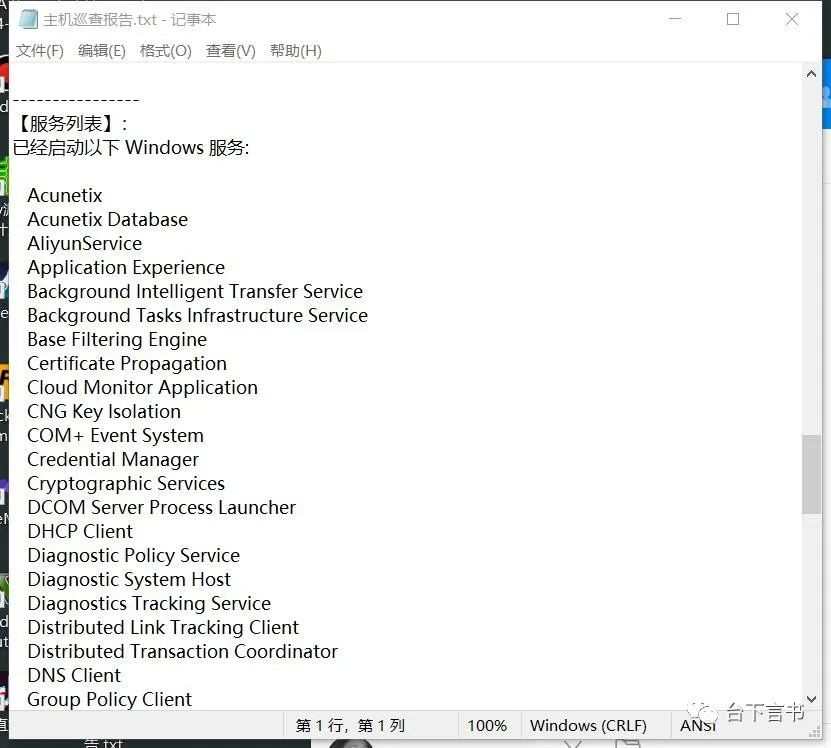 主机巡查报告.txt - 记事本
文件(F) 编辑(E) 格式(O) 查看(V) 帮助(H)
----------------
【服务列表】:
已经启动以下 Windows 服务:
Acunetix
Acunetix Database
AliyunService
Application Experience
Background Intelligent Transfer Service
Background Tasks Infrastructure Service
Base Filtering Engine
Certificate Propagation
Cloud Monitor Application
CNG Key Isolation
COM+ Event System
Credential Manager
Cryptographic Services
DCOM Server Process Launcher
DHCP Client
Diagnostic Policy Service
Diagnostic System Host
Diagnostics Tracking Service
Distributed Link Tracking Client
Distributed Transaction Coordinator
DNS Client
Group Policy Client
第 1 行，第 1 列 100% Windows (CRLF) ANSI
台下言书
告.txt